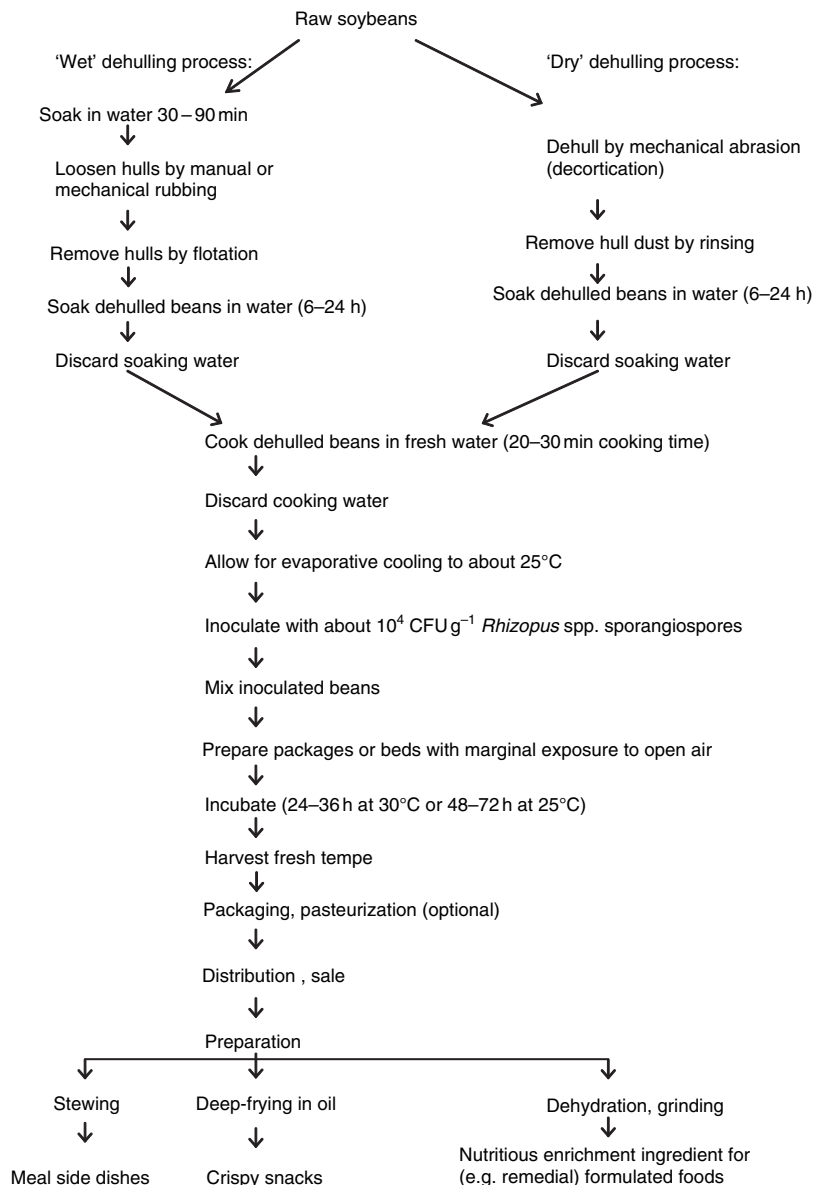 Raw soybeans
‘Wet’ dehulling process:
Soak in water 30–90 min
Loosen hulls by manual or
mechanical rubbing
Remove hulls by flotation
Soak dehulled beans in water (6–24 h)
Discard soaking water
‘Dry’ dehulling process:
Dehull by mechanical abrasion
(decortication)
Remove hull dust by rinsing
Soak dehulled beans in water (6–24 h)
Discard soaking water
Cook dehulled beans in fresh water (20–30 min cooking time)
Discard cooking water
Allow for evaporative cooling to about 25°C
Inoculate with about 10⁴ CFU g⁻¹ Rhizopus spp. sporangiospores
Mix inoculated beans
Prepare packages or beds with marginal exposure to open air
Incubate (24–36 h at 30°C or 48–72 h at 25°C)
Harvest fresh tempe
Packaging, pasteurization (optional)
Distribution , sale
Preparation
Stewing
Meal side dishes
Deep-frying in oil
Crispy snacks
Dehydration, grinding
Nutritious enrichment ingredient for
(e.g. remedial) formulated foods